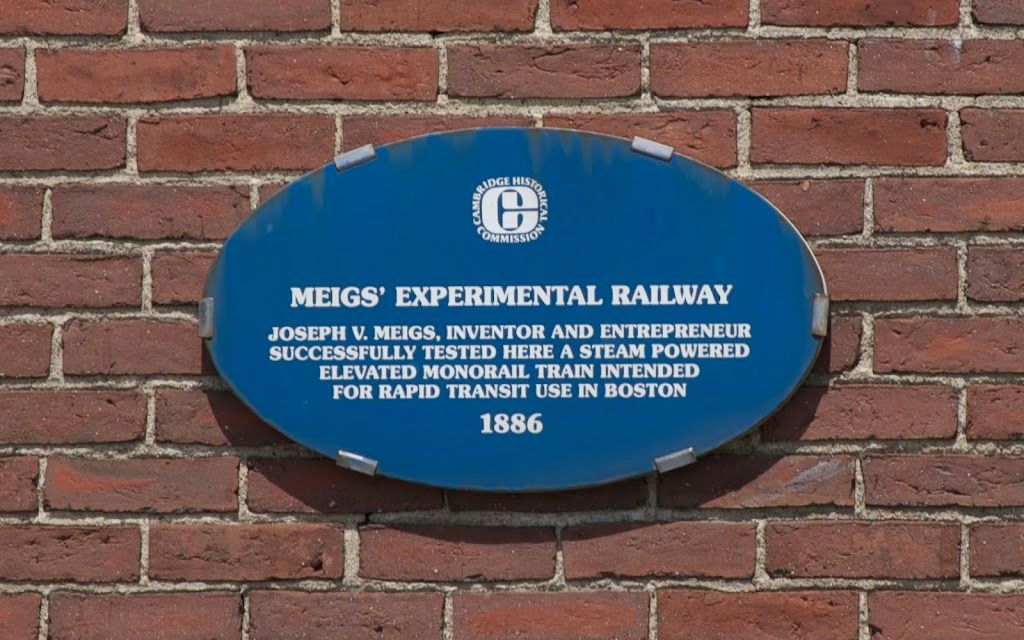 CAMBRIDGE HISTORICAL
COMMISSION
MEIGS' EXPERIMENTAL RAILWAY
JOSEPH V. MEIGS, INVENTOR AND ENTREPRENEUR
SUCCESSFULLY TESTED HERE A STEAM POWERED
ELEVATED MONORAIL TRAIN INTENDED
FOR RAPID TRANSIT USE IN BOSTON
1886